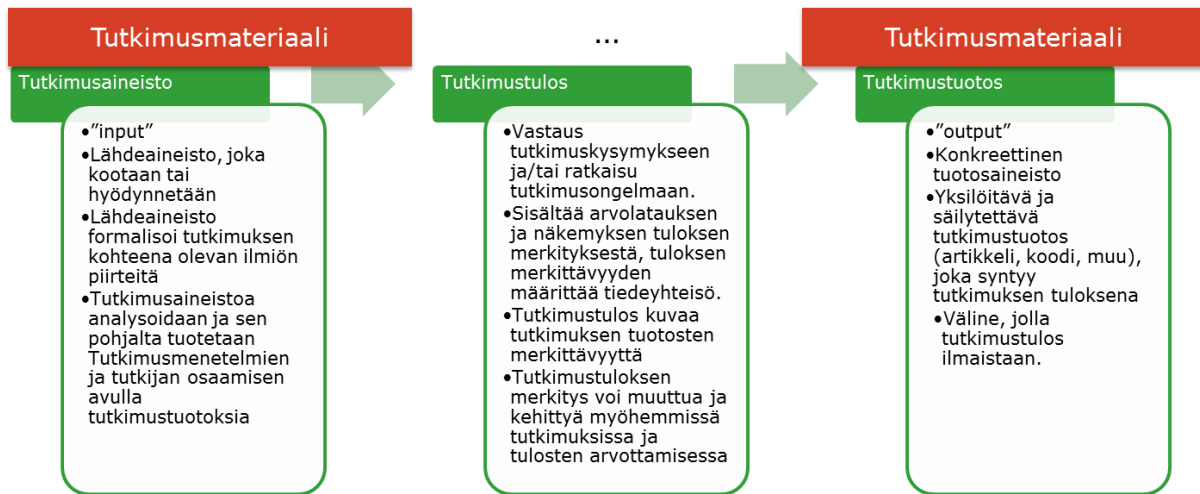 Tutkimusmateriaali
...
Tutkimusmateriaali
Tutkimusaineisto
•”input”
•Lähdeaineisto, joka
kootaan tai
hyödynnetään
•Lähdeaineisto
formalisoi tutkimuksen
kohteena olevan ilmiön
piirteitä
•Tutkimusaineistoa
analysoidaan ja sen
pohjalta tuotetaan
Tutkimusmenetelmien
ja tutkijan osaamisen
avulla
tutkimustuotoksia
Tutkimustulos
•Vastaus
tutkimuskysymykseen
ja/tai ratkaisu
tutkimusongelmaan.
•Sisältää arvolatauksen
ja näkemyksen tuloksen
merkityksestä, tuloksen
merkittävyyden
määrittää tiedeyhteisö.
•Tutkimustulos kuvaa
tutkimuksen tuotosten
merkittävyyttä
•Tutkimustuloksen
merkitys voi muuttua ja
kehittyä myöhemmissä
tutkimuksissa ja
tulosten arvottamisessa
Tutkimustuotos
•”output”
•Konkreettinen
tuotosaineisto
•Yksilöitävä ja
säilytettävä
tutkimustuotos
(artikkeli, koodi, muu),
joka syntyy
tutkimuksen tuloksena
•Väline, jolla
tutkimustulos
ilmaistaan.